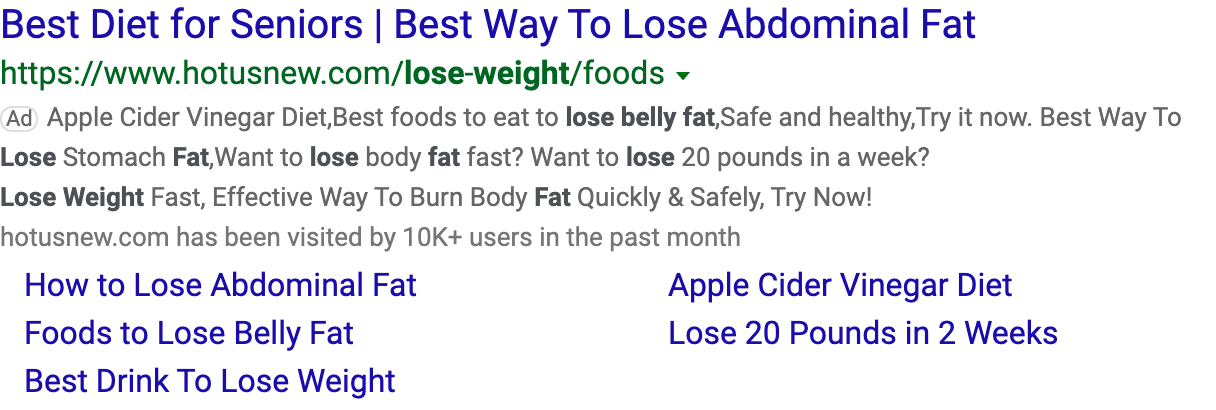 Best Diet for Seniors | Best Way To Lose Abdominal Fat
https://www.hotusnew.com/lose-weight/foods
Ad Apple Cider Vinegar Diet,Best foods to eat to lose belly fat,Safe and healthy,Try it now. Best Way To
Lose Stomach Fat,Want to lose body fat fast? Want to lose 20 pounds in a week?
Lose Weight Fast, Effective Way To Burn Body Fat Quickly & Safely, Try Now!
hotusnew.com has been visited by 10K+ users in the past month
How to Lose Abdominal Fat
Apple Cider Vinegar Diet
Foods to Lose Belly Fat
Lose 20 Pounds in 2 Weeks
Best Drink To Lose Weight